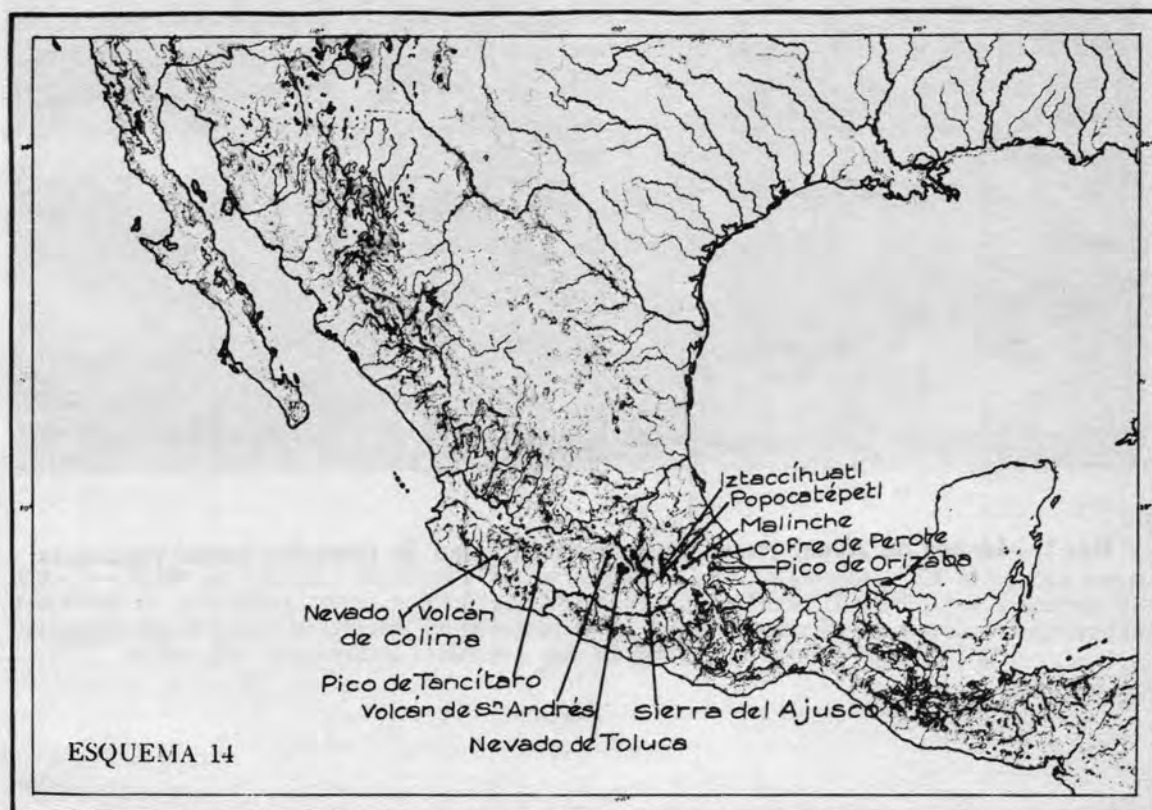 Iztaccíhuatl
Popocatépetl
Malinche
Cofre de Perote
Pico de Orizaba
Nevado y Volcán
de Colima
Pico de Tancítaro
Volcán de Sn Andrés
Sierra del Ajusco
Nevado de Toluca
ESQUEMA 14